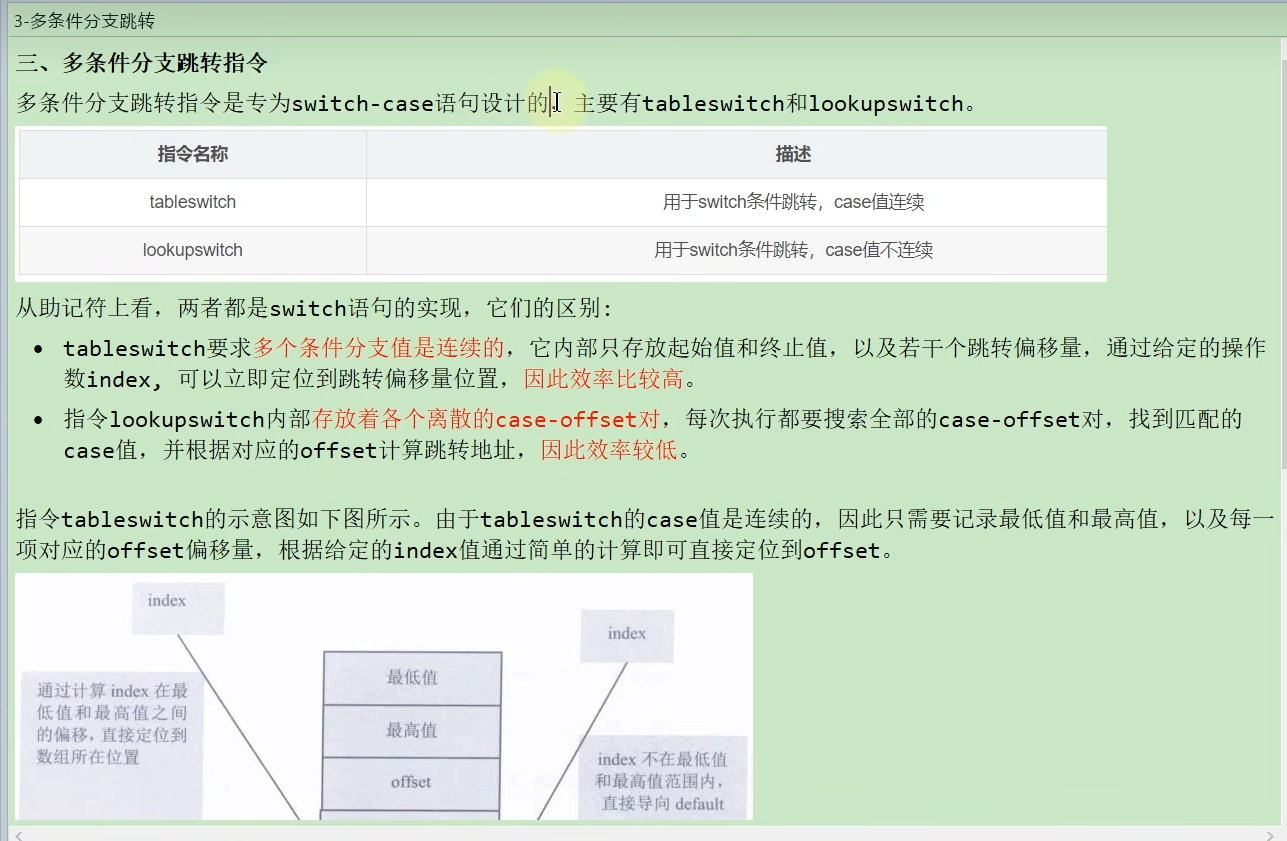 3-多条件分支跳转
三、多条件分支跳转指令
多条件分支跳转指令是专为switch-case语句设计的，主要有tableswitch和lookupswitch。
指令名称 描述
tableswitch 用于switch条件跳转，case值连续
lookupswitch 用于switch条件跳转，case值不连续
从助记符上看，两者都是switch语句的实现，它们的区别：
• tableswitch要求多个条件分支值是连续的，它内部只存放起始值和终止值，以及若干个跳转偏移量，通过给定的操作
数index，可以立即定位到跳转偏移量位置，因此效率比较高。
• 指令lookupswitch内部存放着各个离散的case-offset对，每次执行都要搜索全部的case-offset对，找到匹配的
case值，并根据对应的offset计算跳转地址，因此效率较低。
指令tableswitch的示意图如下图所示。由于tableswitch的case值是连续的，因此只需要记录最低值和最高值，以及每一
项对应的offset偏移量，根据给定的index值通过简单的计算即可直接定位到offset。
index
通过计算 index 在最
低值和最高值之间
的偏移，直接定位到
数组所在位置
最低值
最高值
offset
index
index 不在最低值
和最高值范围内，
直接导向 default